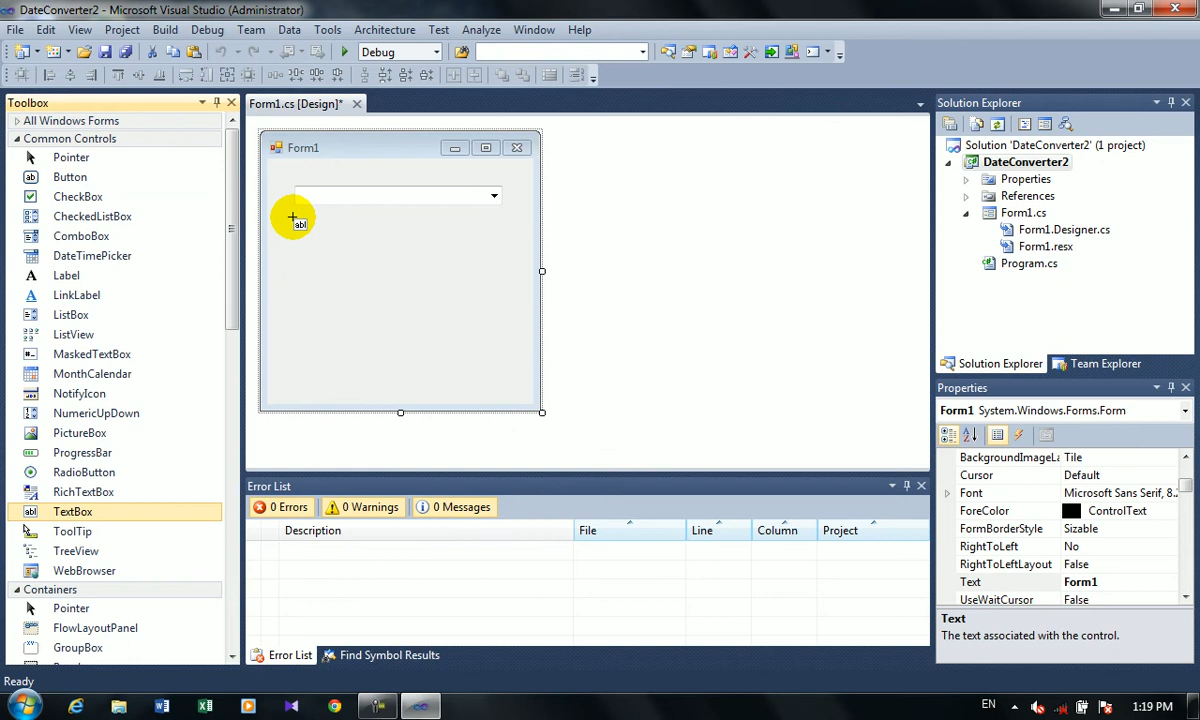 DateConverter2 - Microsoft Visual Studio (Administrator)
File Edit View Project Build Debug Team Data Tools Architecture Test Analyze Window Help
Debug
Toolbox
All Windows Forms
Common Controls
Pointer
Button
CheckBox
CheckedListBox
ComboBox
DateTimePicker
Label
LinkLabel
ListBox
ListView
MaskedTextBox
MonthCalendar
NotifyIcon
NumericUpDown
PictureBox
ProgressBar
RadioButton
RichTextBox
TextBox
ToolTip
TreeView
WebBrowser
Containers
Pointer
FlowLayoutPanel
GroupBox
Form1.cs [Design]*
Form1
Error List
0 Errors 0 Warnings 0 Messages
Description File Line Column Project
Error List Find Symbol Results
Solution Explorer
Solution 'DateConverter2' (1 project)
DateConverter2
Properties
References
Form1.cs
Form1.Designer.cs
Form1.resx
Program.cs
Solution Explorer Team Explorer
Properties
Form1 System.Windows.Forms.Form
BackgroundImageLa Tile
Cursor Default
Font Microsoft Sans Serif, 8.2
ForeColor ControlText
FormBorderStyle Sizable
RightToLeft No
RightToLeftLayout False
Text Form1
UseWaitCursor False
Text
The text associated with the control.
Ready
EN 1:19 PM